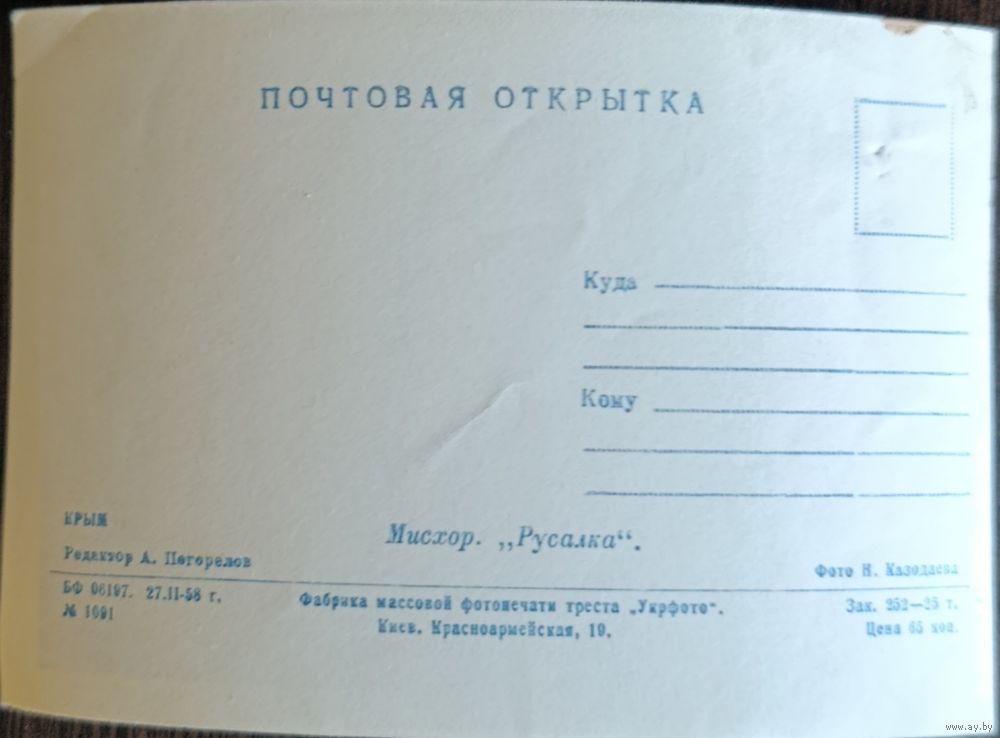 ПОЧТОВАЯ ОТКРЫТКА
Куда
Кому
КРЫМ
Мисхор. „Русалка“.
Редактор А. Погорелов
Фото Н. Казодаева
БФ 06197. 27.II-58 г.
№ 1091
Фабрика массовой фотопечати треста „Укрфото“.
Киев. Красноармейская, 19.
Зак. 252—25 т.
Цена 65 коп.
www.ay.by